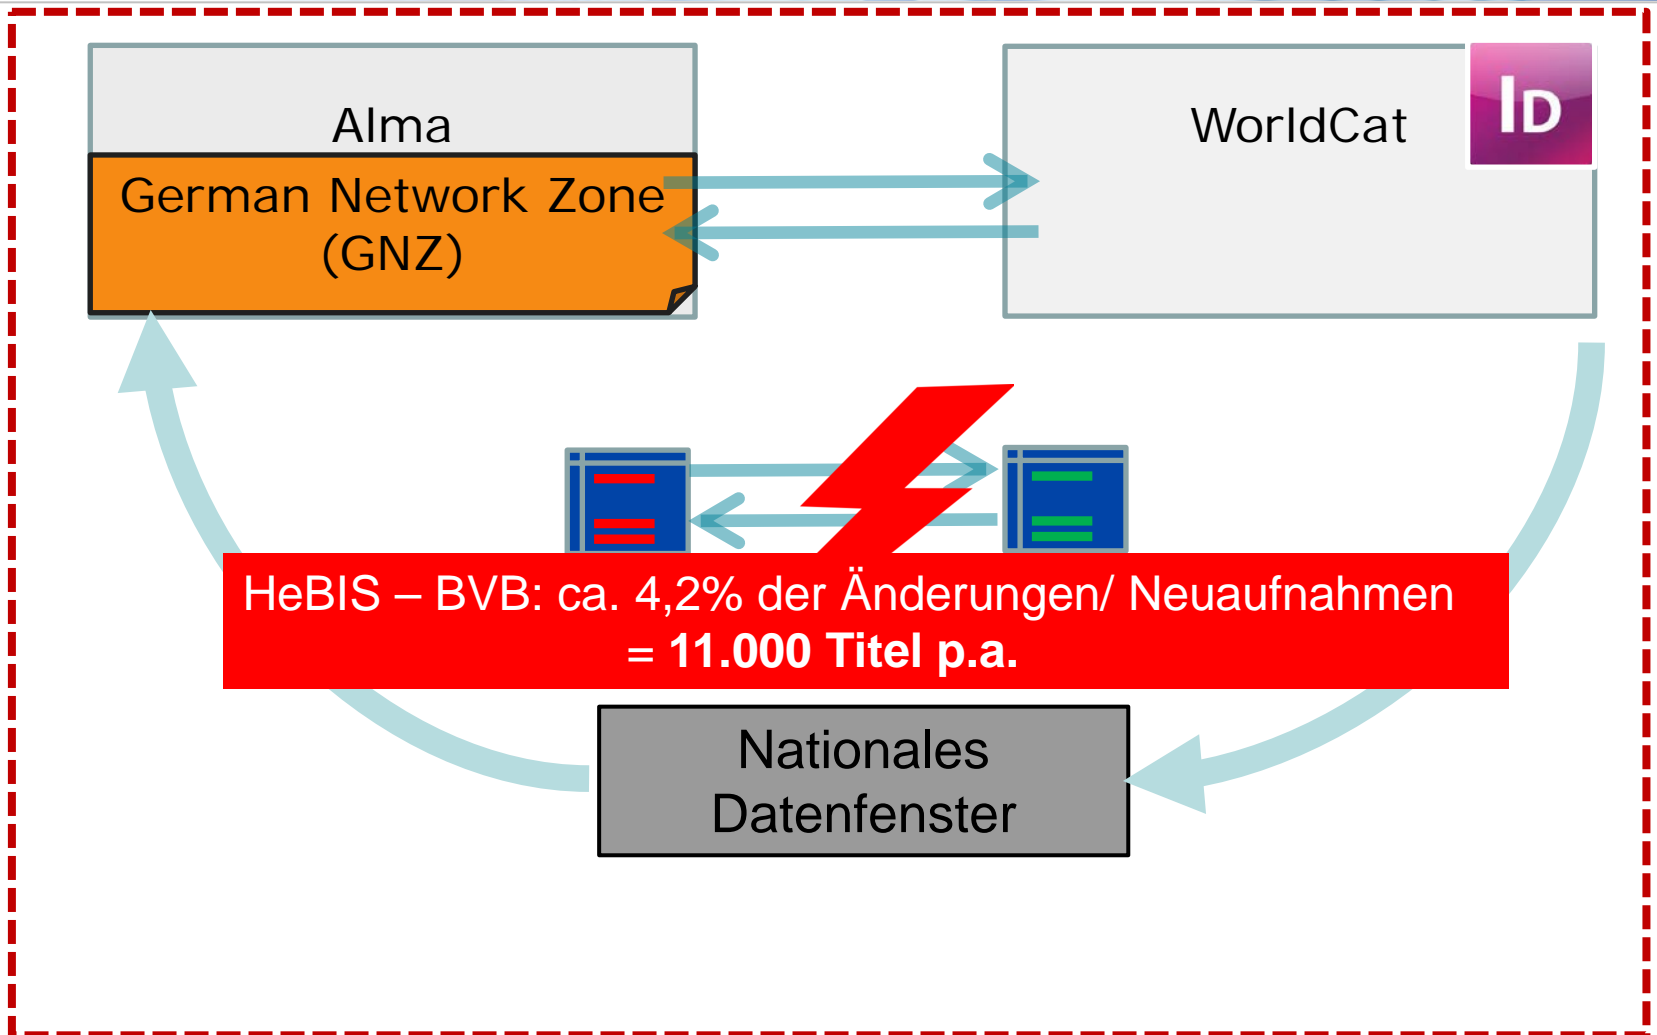 Alma
German Network Zone
(GNZ)
WorldCat
ID
HeBIS – BVB: ca. 4,2% der Änderungen/ Neuaufnahmen
= 11.000 Titel p.a.
Nationales
Datenfenster